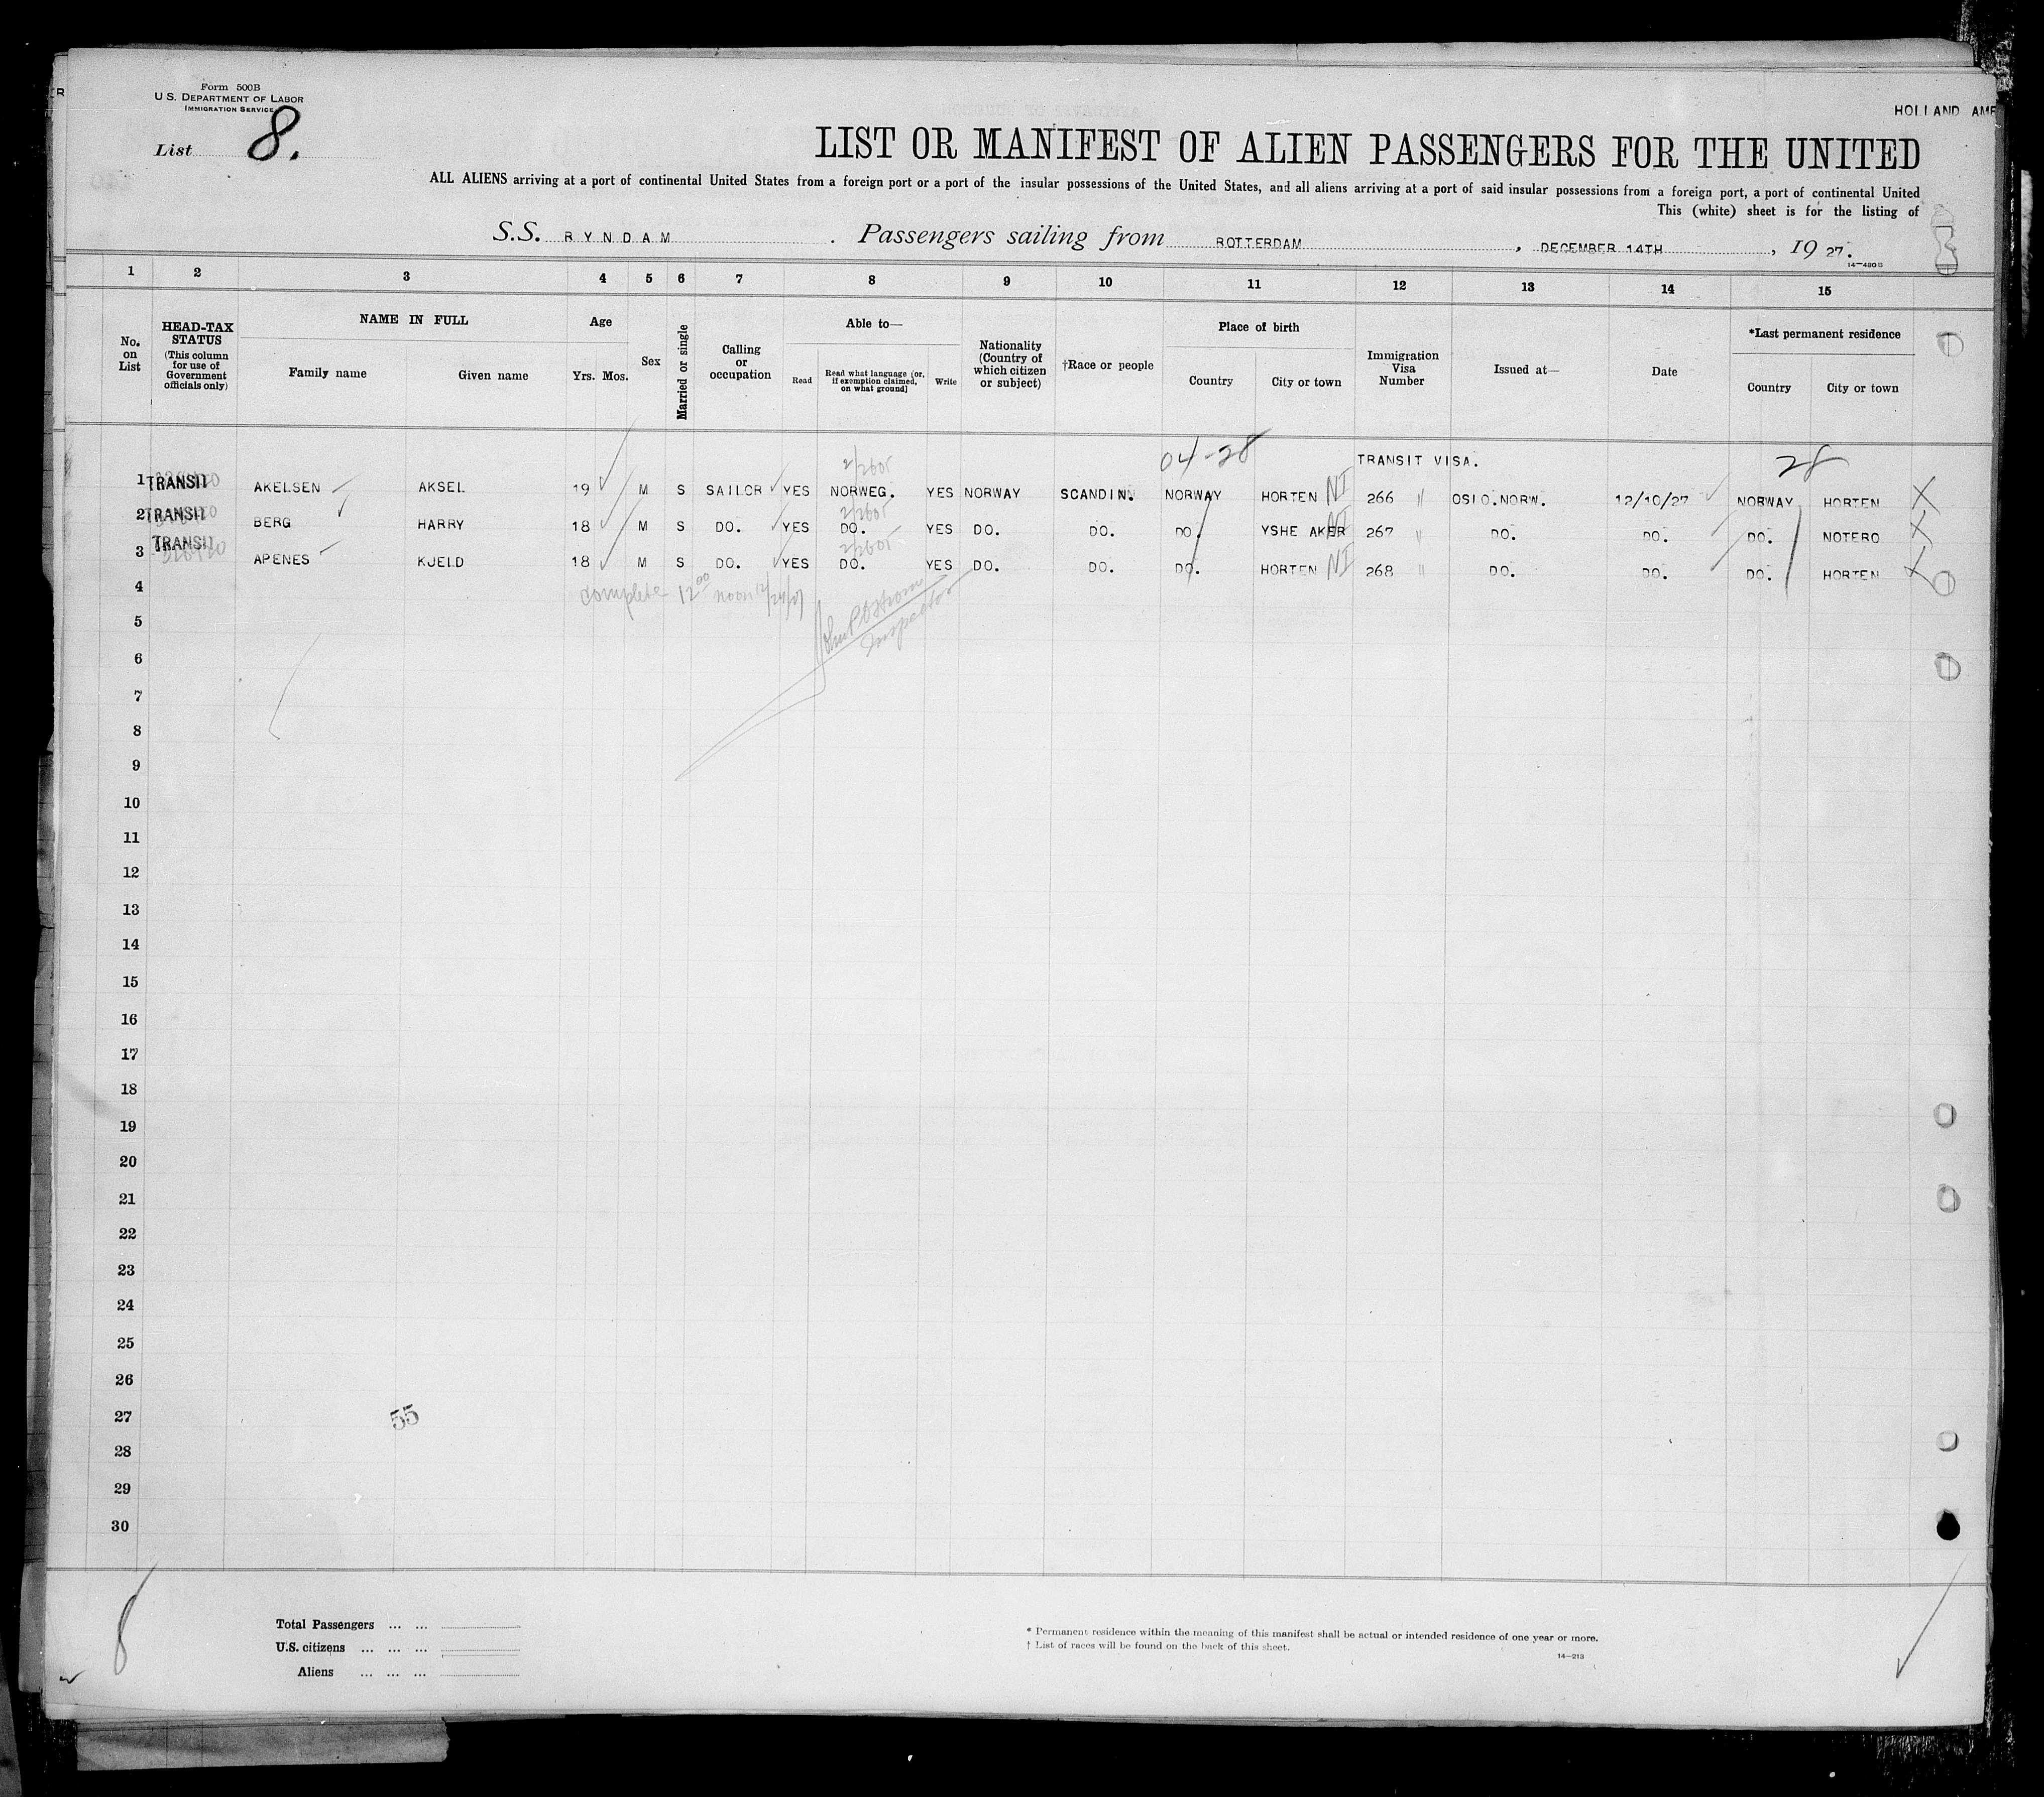 Form 500B
U.S. DEPARTMENT OF LABOR
IMMIGRATION SERVICE
HOLLAND AME
List 8.
LIST OR MANIFEST OF ALIEN PASSENGERS FOR THE UNITED
ALL ALIENS arriving at a port of continental United States from a foreign port or a port of the insular possessions of the United States, and all aliens arriving at a port of said insular possessions from a foreign port, a port of continental United
This (white) sheet is for the listing of
S.S. RYNDAM. Passengers sailing from ROTTERDAM, DECEMBER 14TH, 1927.
14—480B
1 2 3 4 5 6 7 8 9 10 11 12 13 14 15
No. on List
HEAD-TAX STATUS (This column for use of Government officials only)
NAME IN FULL
Family name Given name
Age
Yrs. Mos.
Sex
Married or single
Calling or occupation
Able to—
Read Read what language [or, if exemption claimed, on what ground] Write
Nationality (Country of which citizen or subject)
†Race or people
Place of birth
Country City or town
Immigration Visa Number
Issued at—
Date
*Last permanent residence
Country City or town
04-28 TRANSIT VISA. 28
1 TRANSIT AKELSEN AKSEL 19 M S SAILOR YES NORWEG. YES NORWAY SCANDIN. NORWAY HORTEN NI 266 " OSLO.NORW. 12/10/27 NORWAY HORTEN X
2 TRANSIT BERG HARRY 18 M S DO. YES DO. YES DO. DO. DO. YSHE AKER 267 " DO. DO. DO. NOTERO X
3 TRANSIT APENES KJELD 18 M S DO. YES DO. YES DO. DO. DO. HORTEN NI 268 " DO. DO. DO. HORTEN X
4 complete 12⁰⁰ noon
Inspector
5
6
7
8
9
10
11
12
13
14
15
16
17
18
19
20
21
22
23
24
25
26
27 55
28
29
30
8
Total Passengers ... ...
U.S. citizens ... ... ...
Aliens ... ... ...
* Permanent residence within the meaning of this manifest shall be actual or intended residence of one year or more.
† List of races will be found on the back of this sheet.
14—213